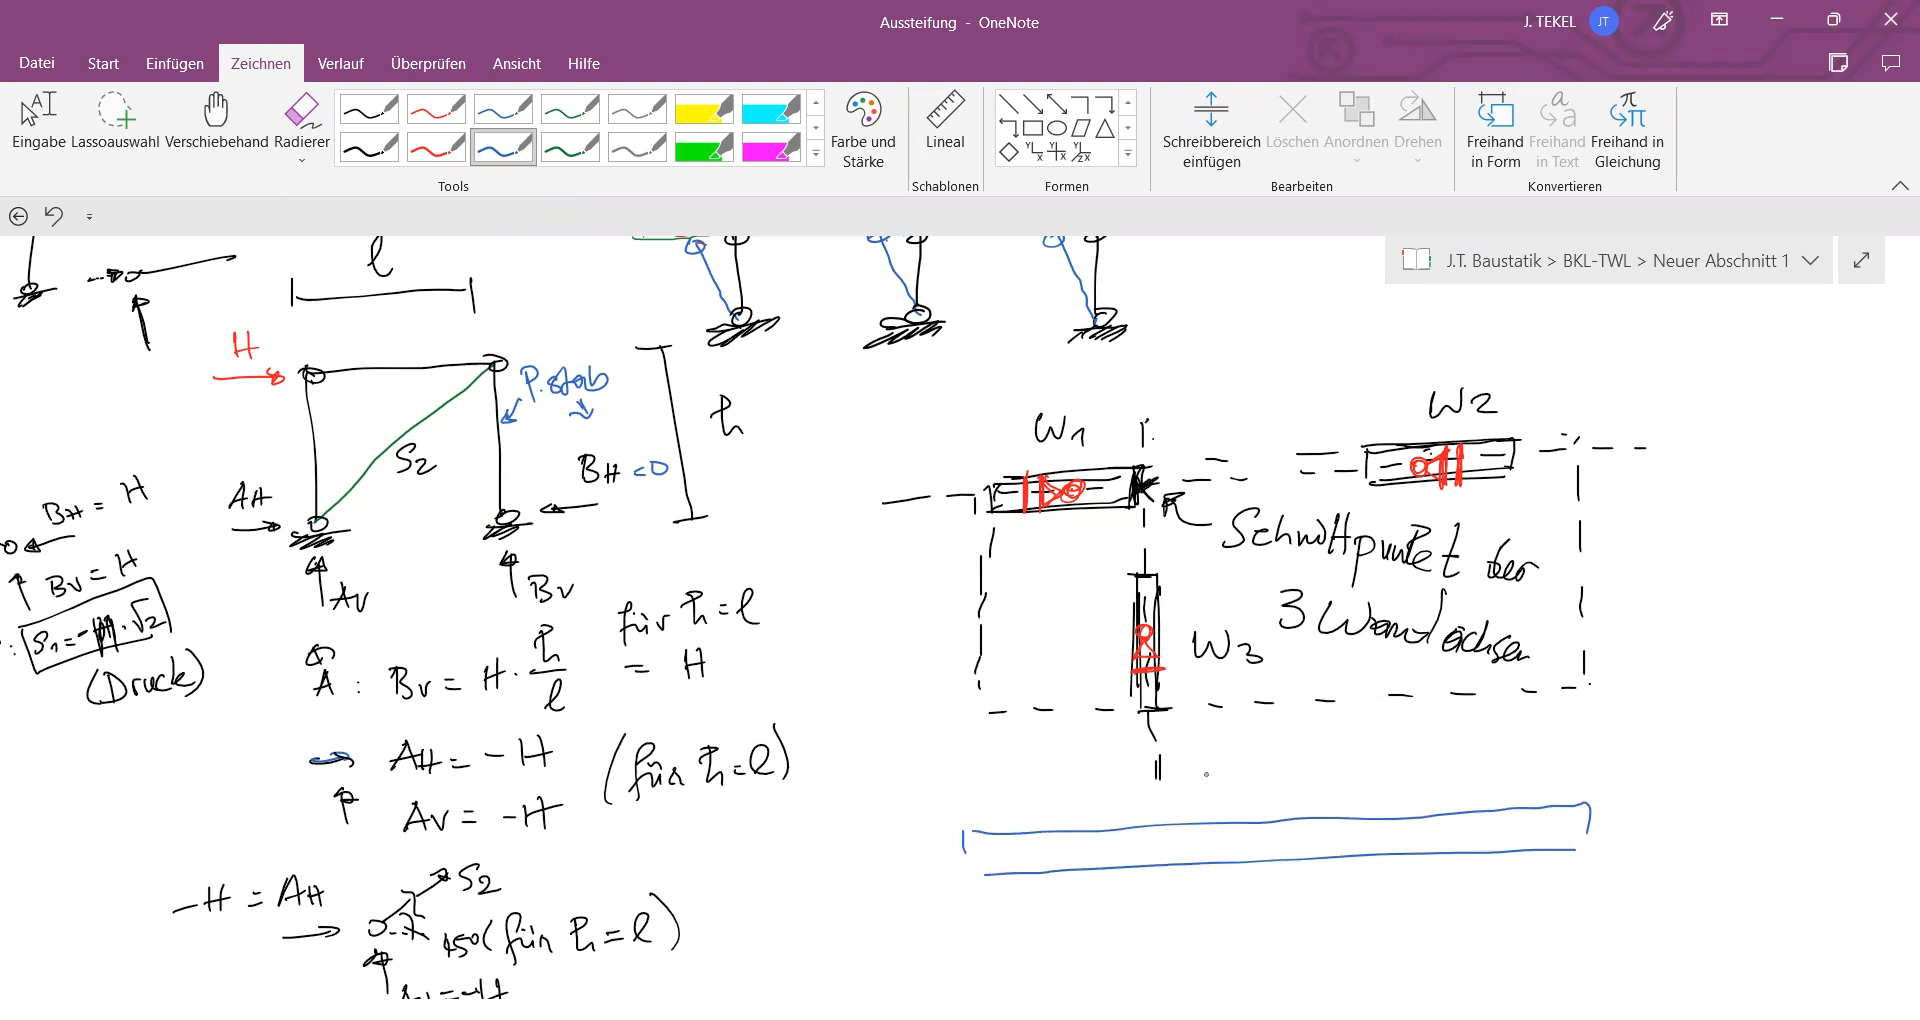 Aussteifung - OneNote
J. TEKEL
JT
Datei Start Einfügen Zeichnen Verlauf Überprüfen Ansicht Hilfe
Eingabe Lassoauswahl Verschiebehand Radierer
Farbe und Stärke
Lineal
Schreibbereich einfügen
Löschen Anordnen Drehen
Freihand in Form
Freihand in Text
Freihand in Gleichung
Tools Schablonen Formen Bearbeiten Konvertieren
J.T. Baustatik > BKL-TWL > Neuer Abschnitt 1
l
H
P.stab
h
S2
BH = 0
AH
BH = H
BV = H
S1 = -H · √2
(Druck)
AV
BV
A : BV = H · h/l
für h = l
= H
AH = -H
(für h = l)
AV = -H
-H = AH
S2
45° (für h = l)
AV = -H
W1
W2
Schnittpunkt der
3 Wandachsen
W3